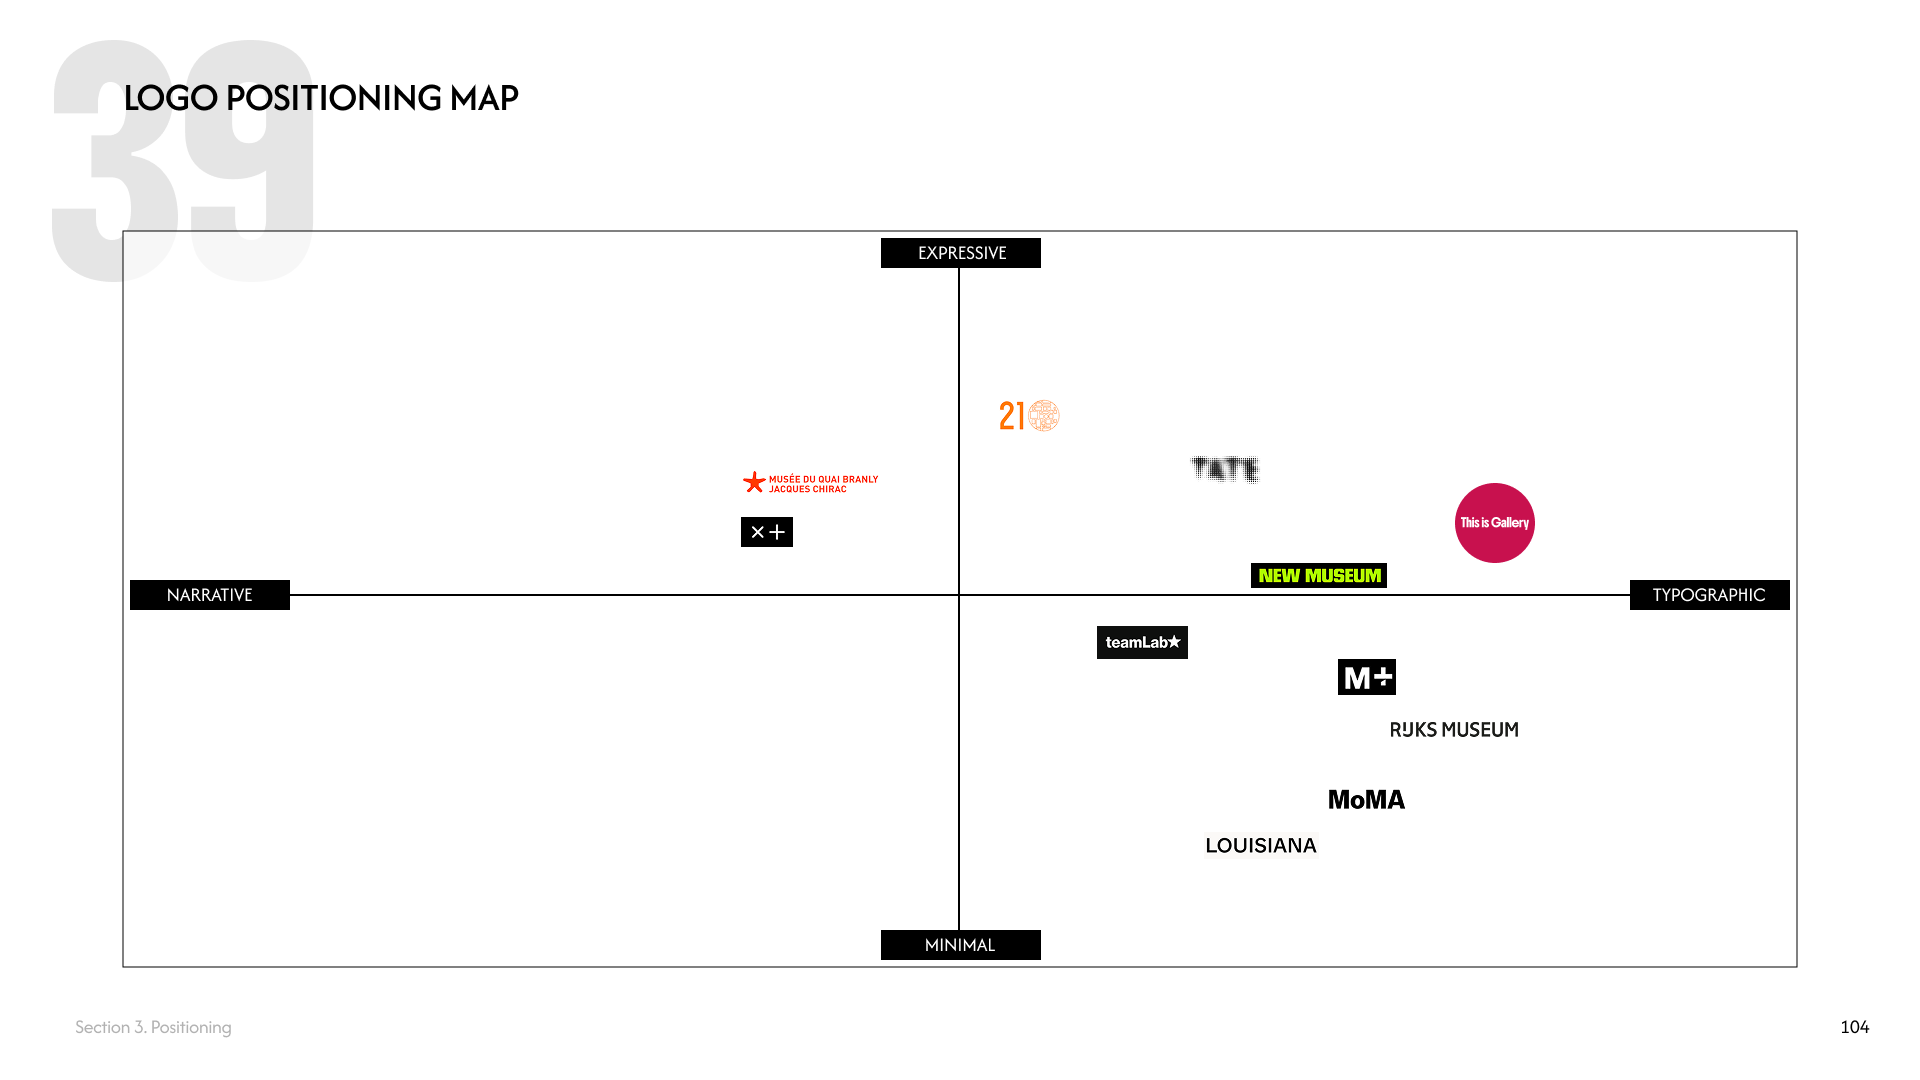 39
LOGO POSITIONING MAP
EXPRESSIVE
21
TATE
MUSÉE DU QUAI BRANLY
JACQUES CHIRAC
This is Gallery
×+
NEW MUSEUM
NARRATIVE
TYPOGRAPHIC
teamLab★
M+
RIJKS MUSEUM
MoMA
LOUISIANA
MINIMAL
Section 3. Positioning
104